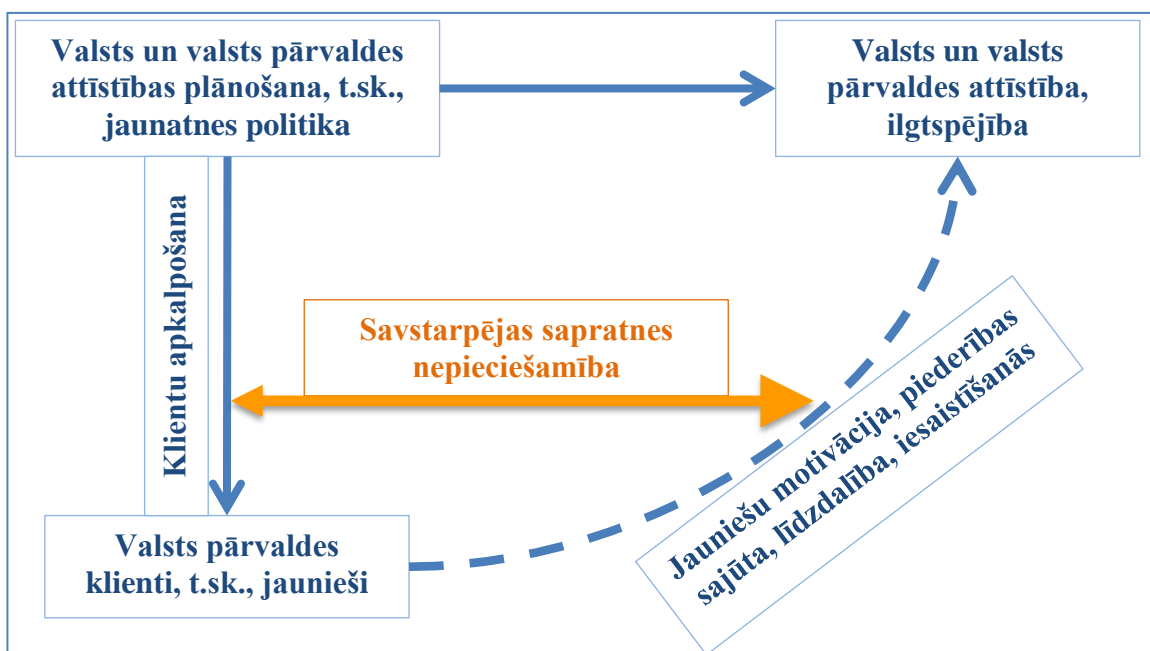 Valsts un valsts pārvaldes
attīstības plānošana, t.sk.,
jaunatnes politika
Valsts un valsts
pārvaldes attīstība,
ilgtspējība
Klientu apkalpošana
Savstarpējas sapratnes
nepieciešamība
Jauniešu motivācija, piederības
sajūta, līdzdalība, iesaistīšanās
Valsts pārvaldes
klienti, t.sk., jaunieši